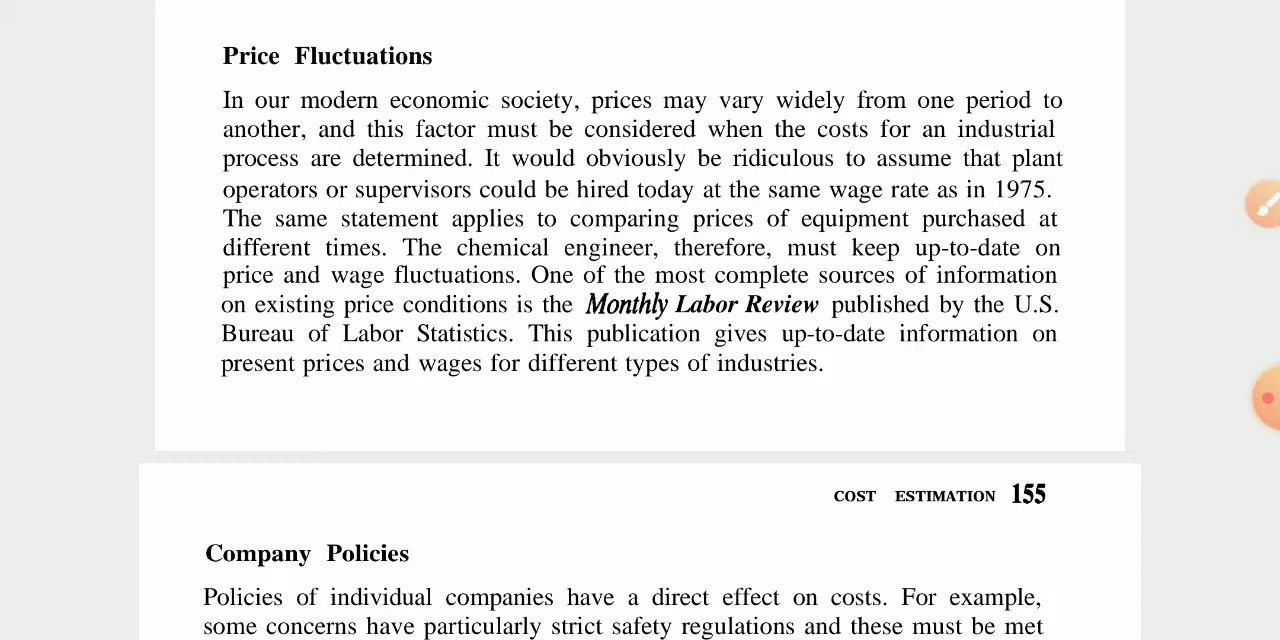 Price Fluctuations
In our modern economic society, prices may vary widely from one period to
another, and this factor must be considered when the costs for an industrial
process are determined. It would obviously be ridiculous to assume that plant
operators or supervisors could be hired today at the same wage rate as in 1975.
The same statement applies to comparing prices of equipment purchased at
different times. The chemical engineer, therefore, must keep up-to-date on
price and wage fluctuations. One of the most complete sources of information
on existing price conditions is the Monthly Labor Review published by the U.S.
Bureau of Labor Statistics. This publication gives up-to-date information on
present prices and wages for different types of industries.
COST ESTIMATION 155
Company Policies
Policies of individual companies have a direct effect on costs. For example,
some concerns have particularly strict safety regulations and these must be met